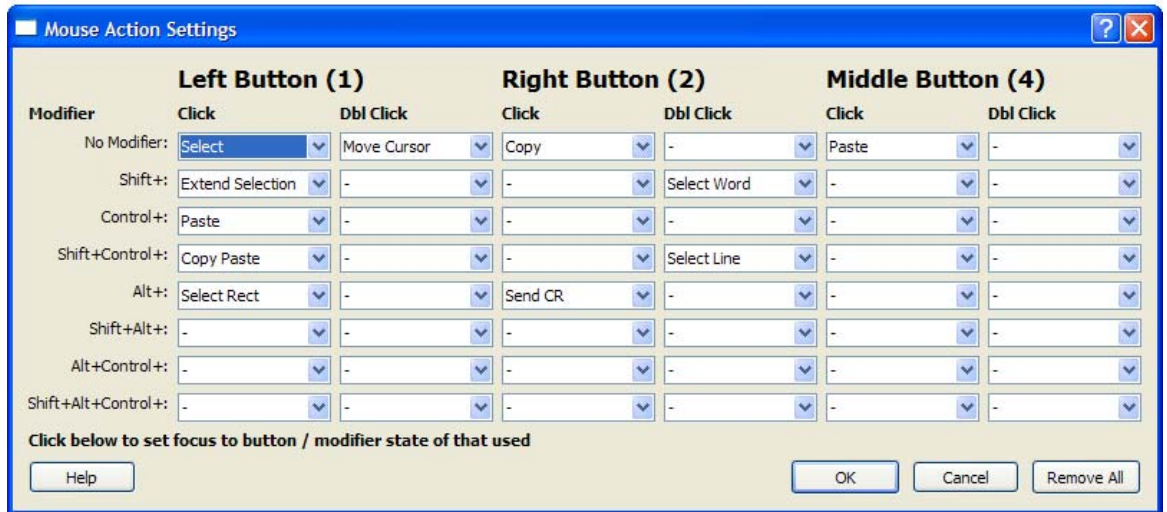 Mouse Action Settings
Left Button (1) Right Button (2) Middle Button (4)
Modifier Click Dbl Click Click Dbl Click Click Dbl Click
No Modifier: Select Move Cursor Copy - Paste -
Shift+: Extend Selection - - Select Word - -
Control+: Paste - - - - -
Shift+Control+: Copy Paste - - Select Line - -
Alt+: Select Rect - Send CR - - -
Shift+Alt+: - - - - - -
Alt+Control+: - - - - - -
Shift+Alt+Control+: - - - - - -
Click below to set focus to button / modifier state of that used
Help OK Cancel Remove All